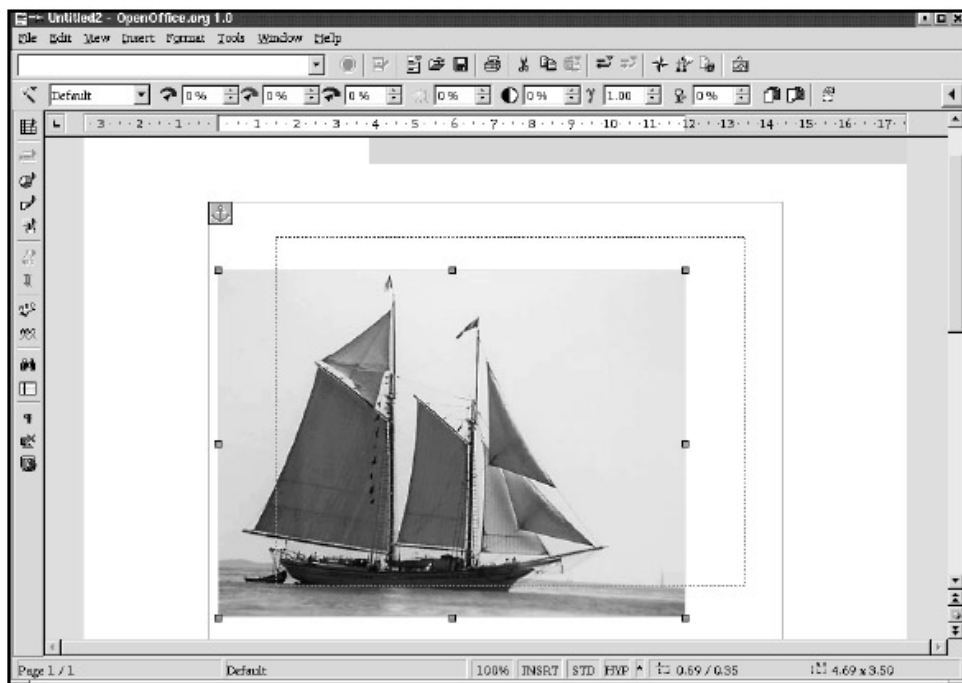 Untitled2 - OpenOffice.org 1.0
File Edit View Insert Format Tools Window Help
Default 0 % 0 % 0 % 0 % 0 % 1.00 0 %
3 2 1 1 2 3 4 5 6 7 8 9 10 11 12 13 14 15 16 17
Page 1 / 1 Default 100% INSRT STD HYP * 0.69 / 0.35 4.69 x 3.50